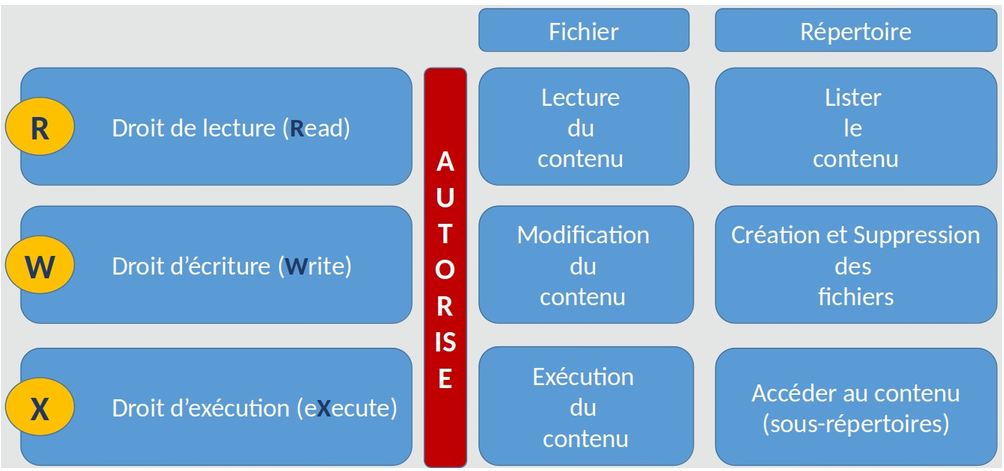 Fichier
Répertoire
R
Droit de lecture (Read)
Lecture
du
contenu
Lister
le
contenu
A
U
T
O
R
IS
E
W
Droit d’écriture (Write)
Modification
du
contenu
Création et Suppression
des
fichiers
X
Droit d’exécution (eXecute)
Exécution
du
contenu
Accéder au contenu
(sous-répertoires)